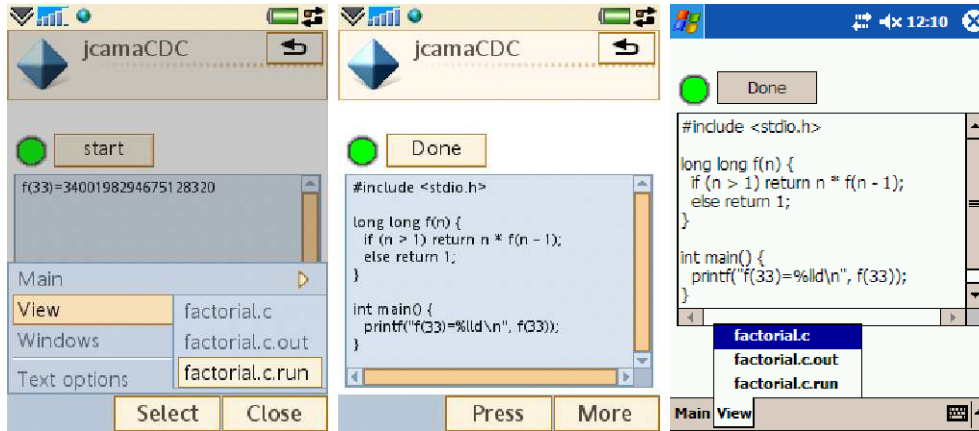 jcamaCDC
start
f(33)=3400198294675128320
Main
View
Windows
Text options
factorial.c
factorial.c.out
factorial.c.run
Select Close
jcamaCDC
Done
#include <stdio.h>
long long f(n) {
if (n > 1) return n * f(n - 1);
else return 1;
}
int main() {
printf("f(33)=%lld\n", f(33));
}
Press More
12:10
Done
#include <stdio.h>
long long f(n) {
if (n > 1) return n * f(n - 1);
else return 1;
}
int main() {
printf("f(33)=%lld\n", f(33));
}
factorial.c
factorial.c.out
factorial.c.run
Main View